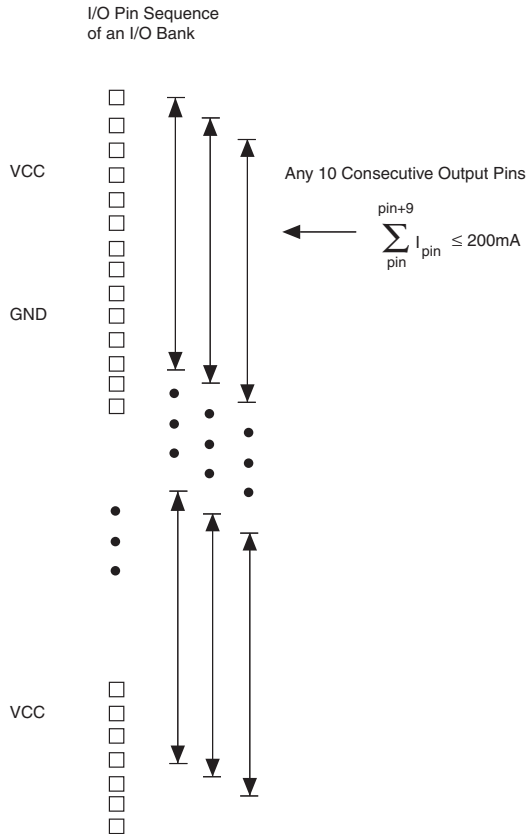 I/O Pin Sequence
of an I/O Bank
VCC
Any 10 Consecutive Output Pins
pin+9
∑ I_pin ≤ 200mA
pin
GND
VCC